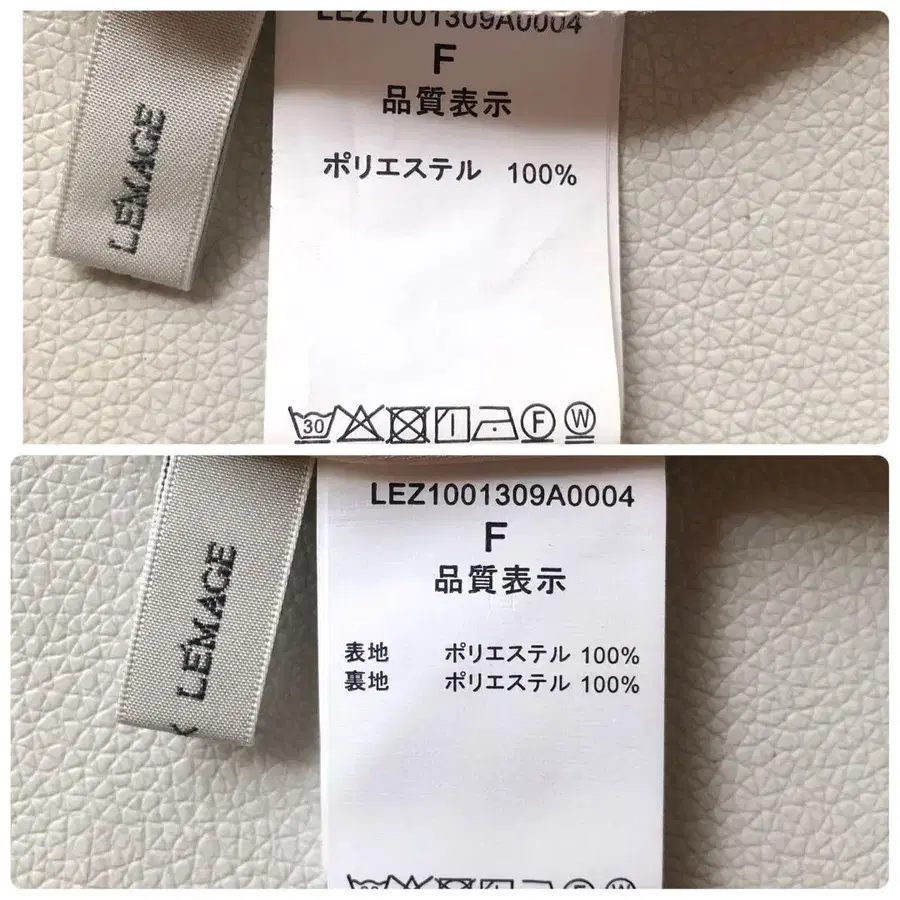 LEZ1001309A0004
F
品質表示
ポリエステル 100%
LEMAGE
30
F
W
LEZ1001309A0004
F
品質表示
表地 ポリエステル 100%
裏地 ポリエステル 100%
LEMAGE